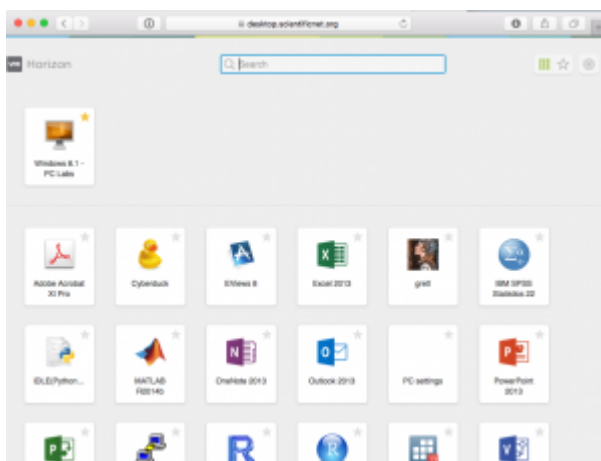 desktop.scientificnet.org
vm Horizon
Search
Windows 8.1 -
PC Labs
Adobe Acrobat
XI Pro
Cyberduck
EViews 8
Excel 2013
gretl
IBM SPSS
Statistics 22
IDLE(Python...
MATLAB
R2014b
OneNote 2013
Outlook 2013
PC settings
PowerPoint
2013